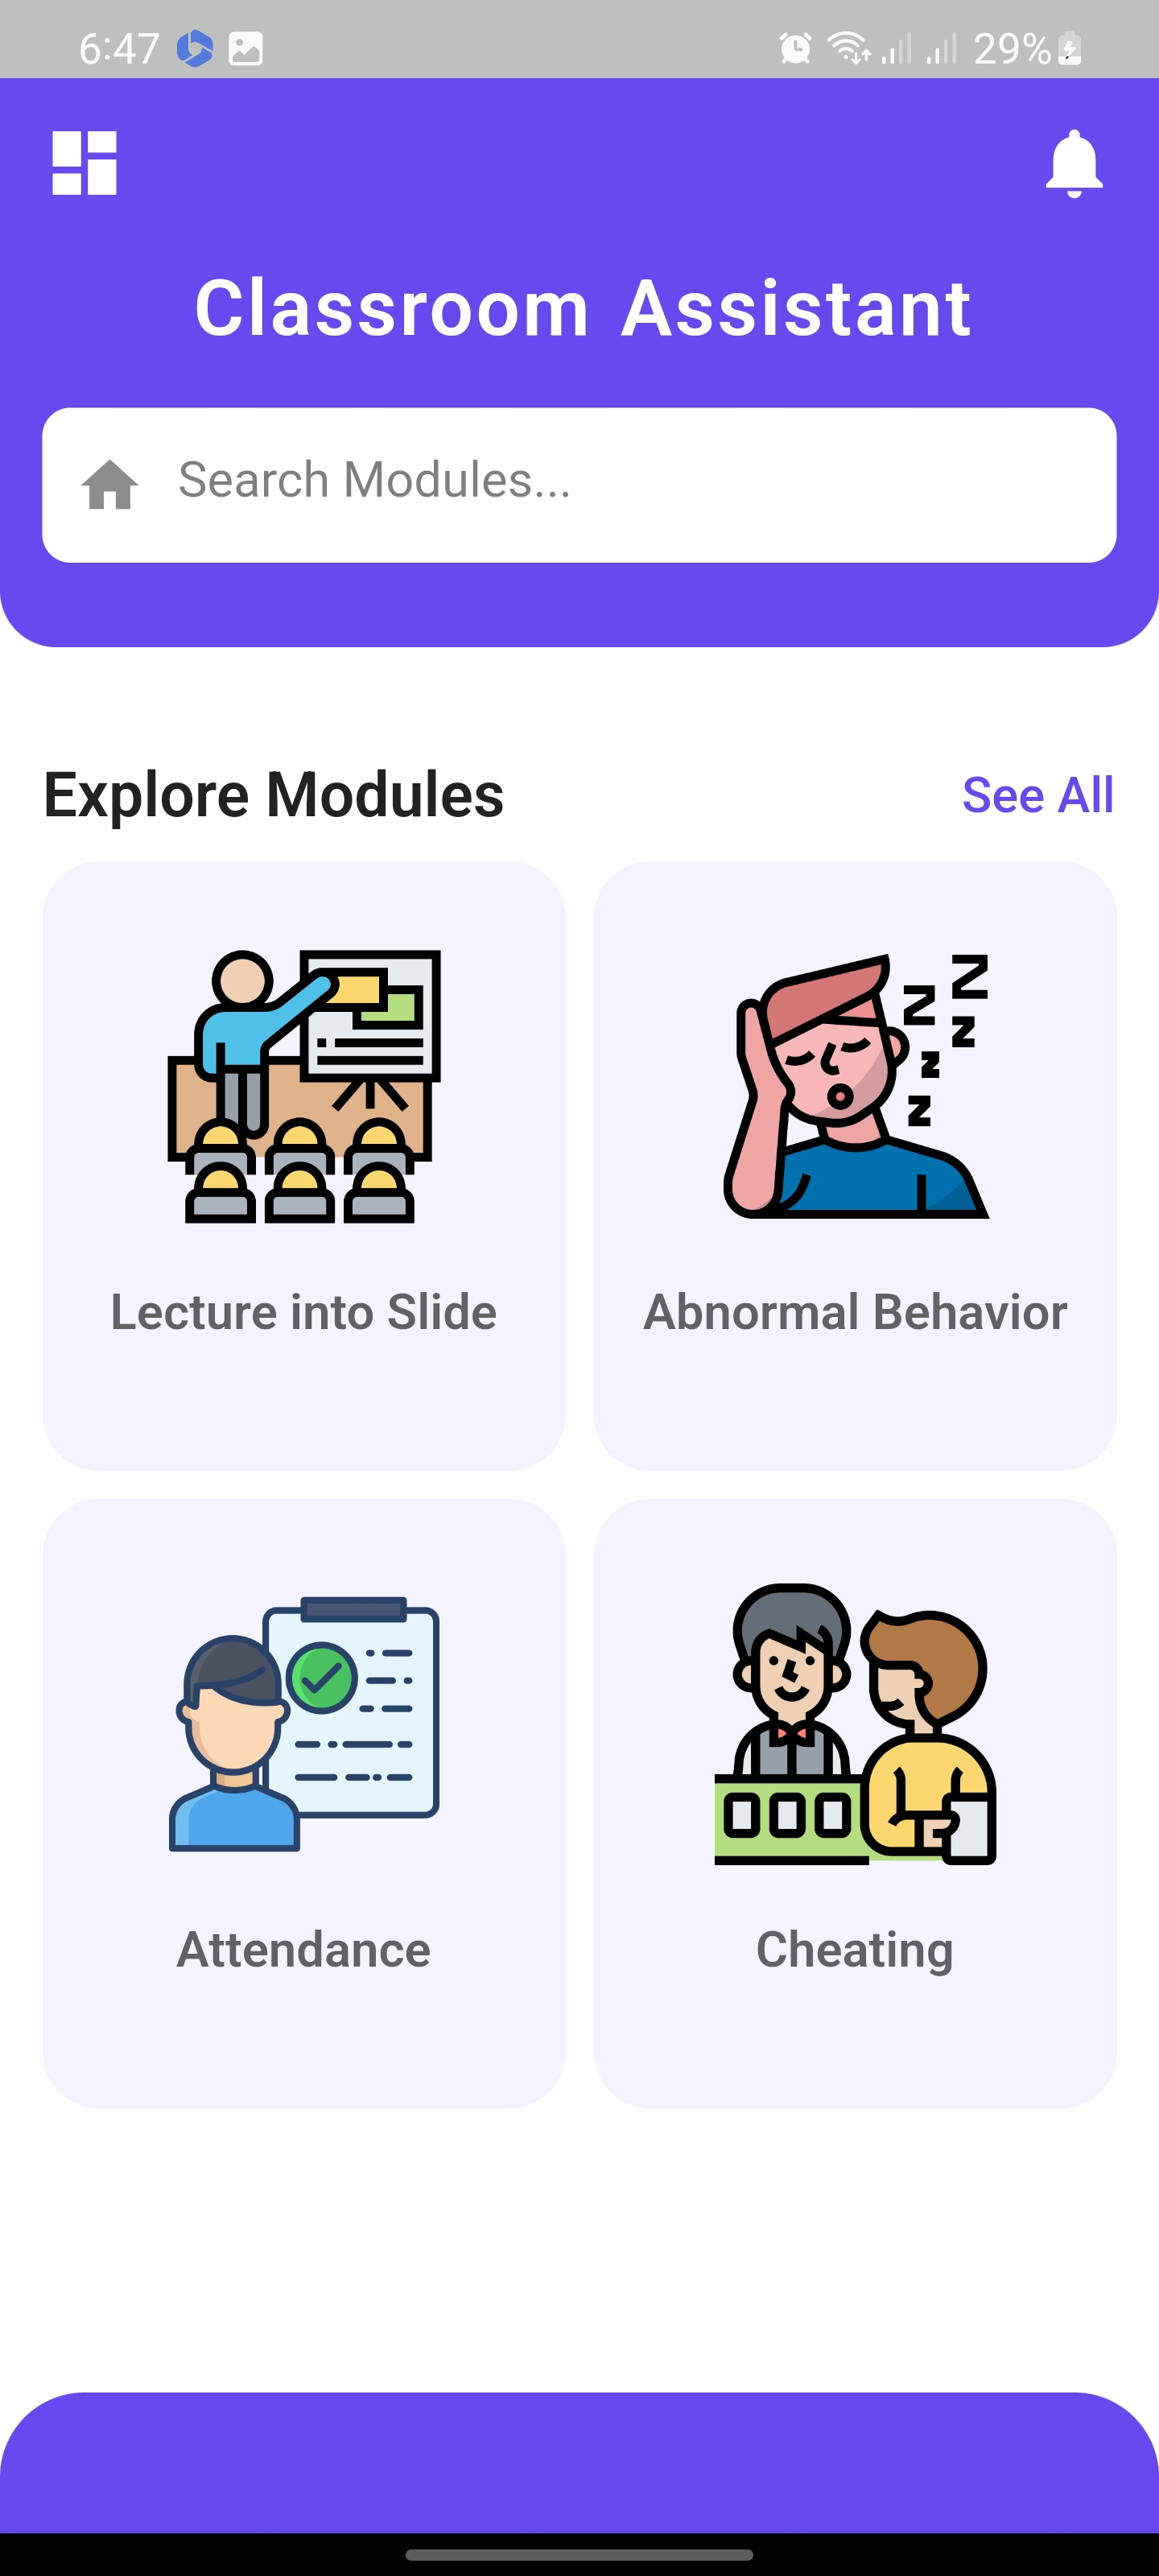 6:47
29%
Classroom Assistant
Search Modules...
Explore Modules
See All
Lecture into Slide
Abnormal Behavior
Attendance
Cheating